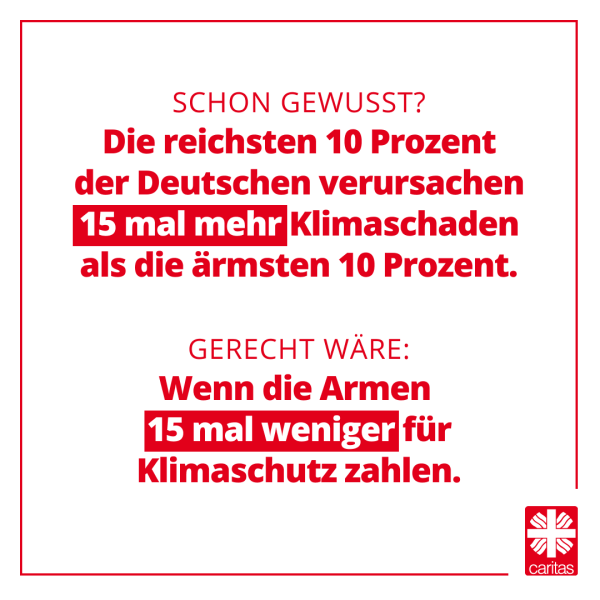 SCHON GEWUSST?
Die reichsten 10 Prozent
der Deutschen verursachen
15 mal mehr Klimaschaden
als die ärmsten 10 Prozent.
GERECHT WÄRE:
Wenn die Armen
15 mal weniger für
Klimaschutz zahlen.
caritas